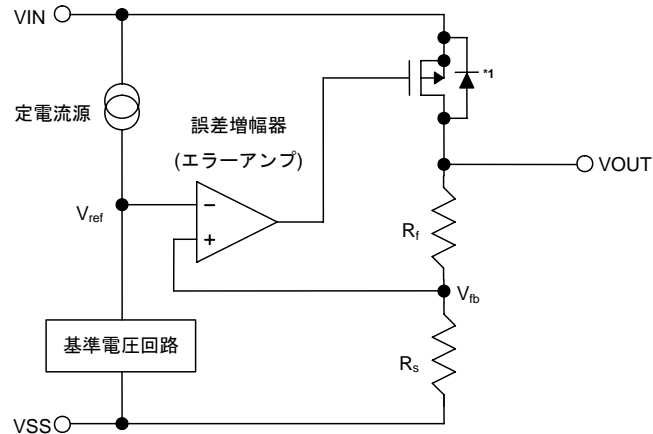 VIN
*1
定電流源
誤差増幅器
(エラーアンプ)
VOUT
Vref
−
+
Rf
Vfb
基準電圧回路
Rs
VSS